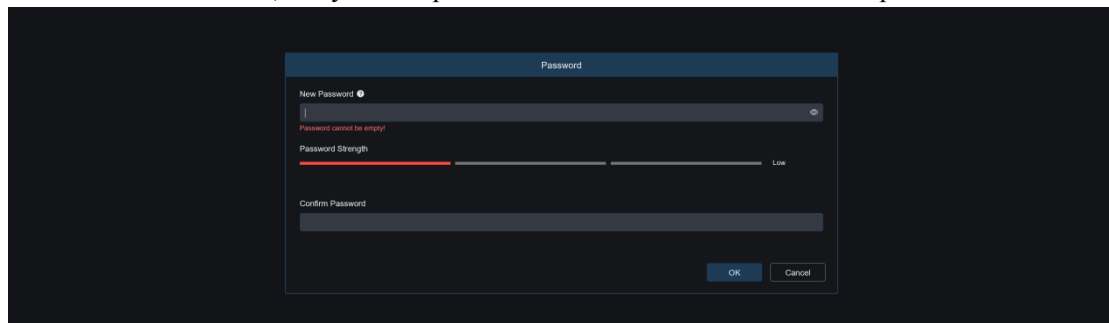 Password
New Password
Password cannot be empty!
Password Strength
Low
Confirm Password
OK Cancel